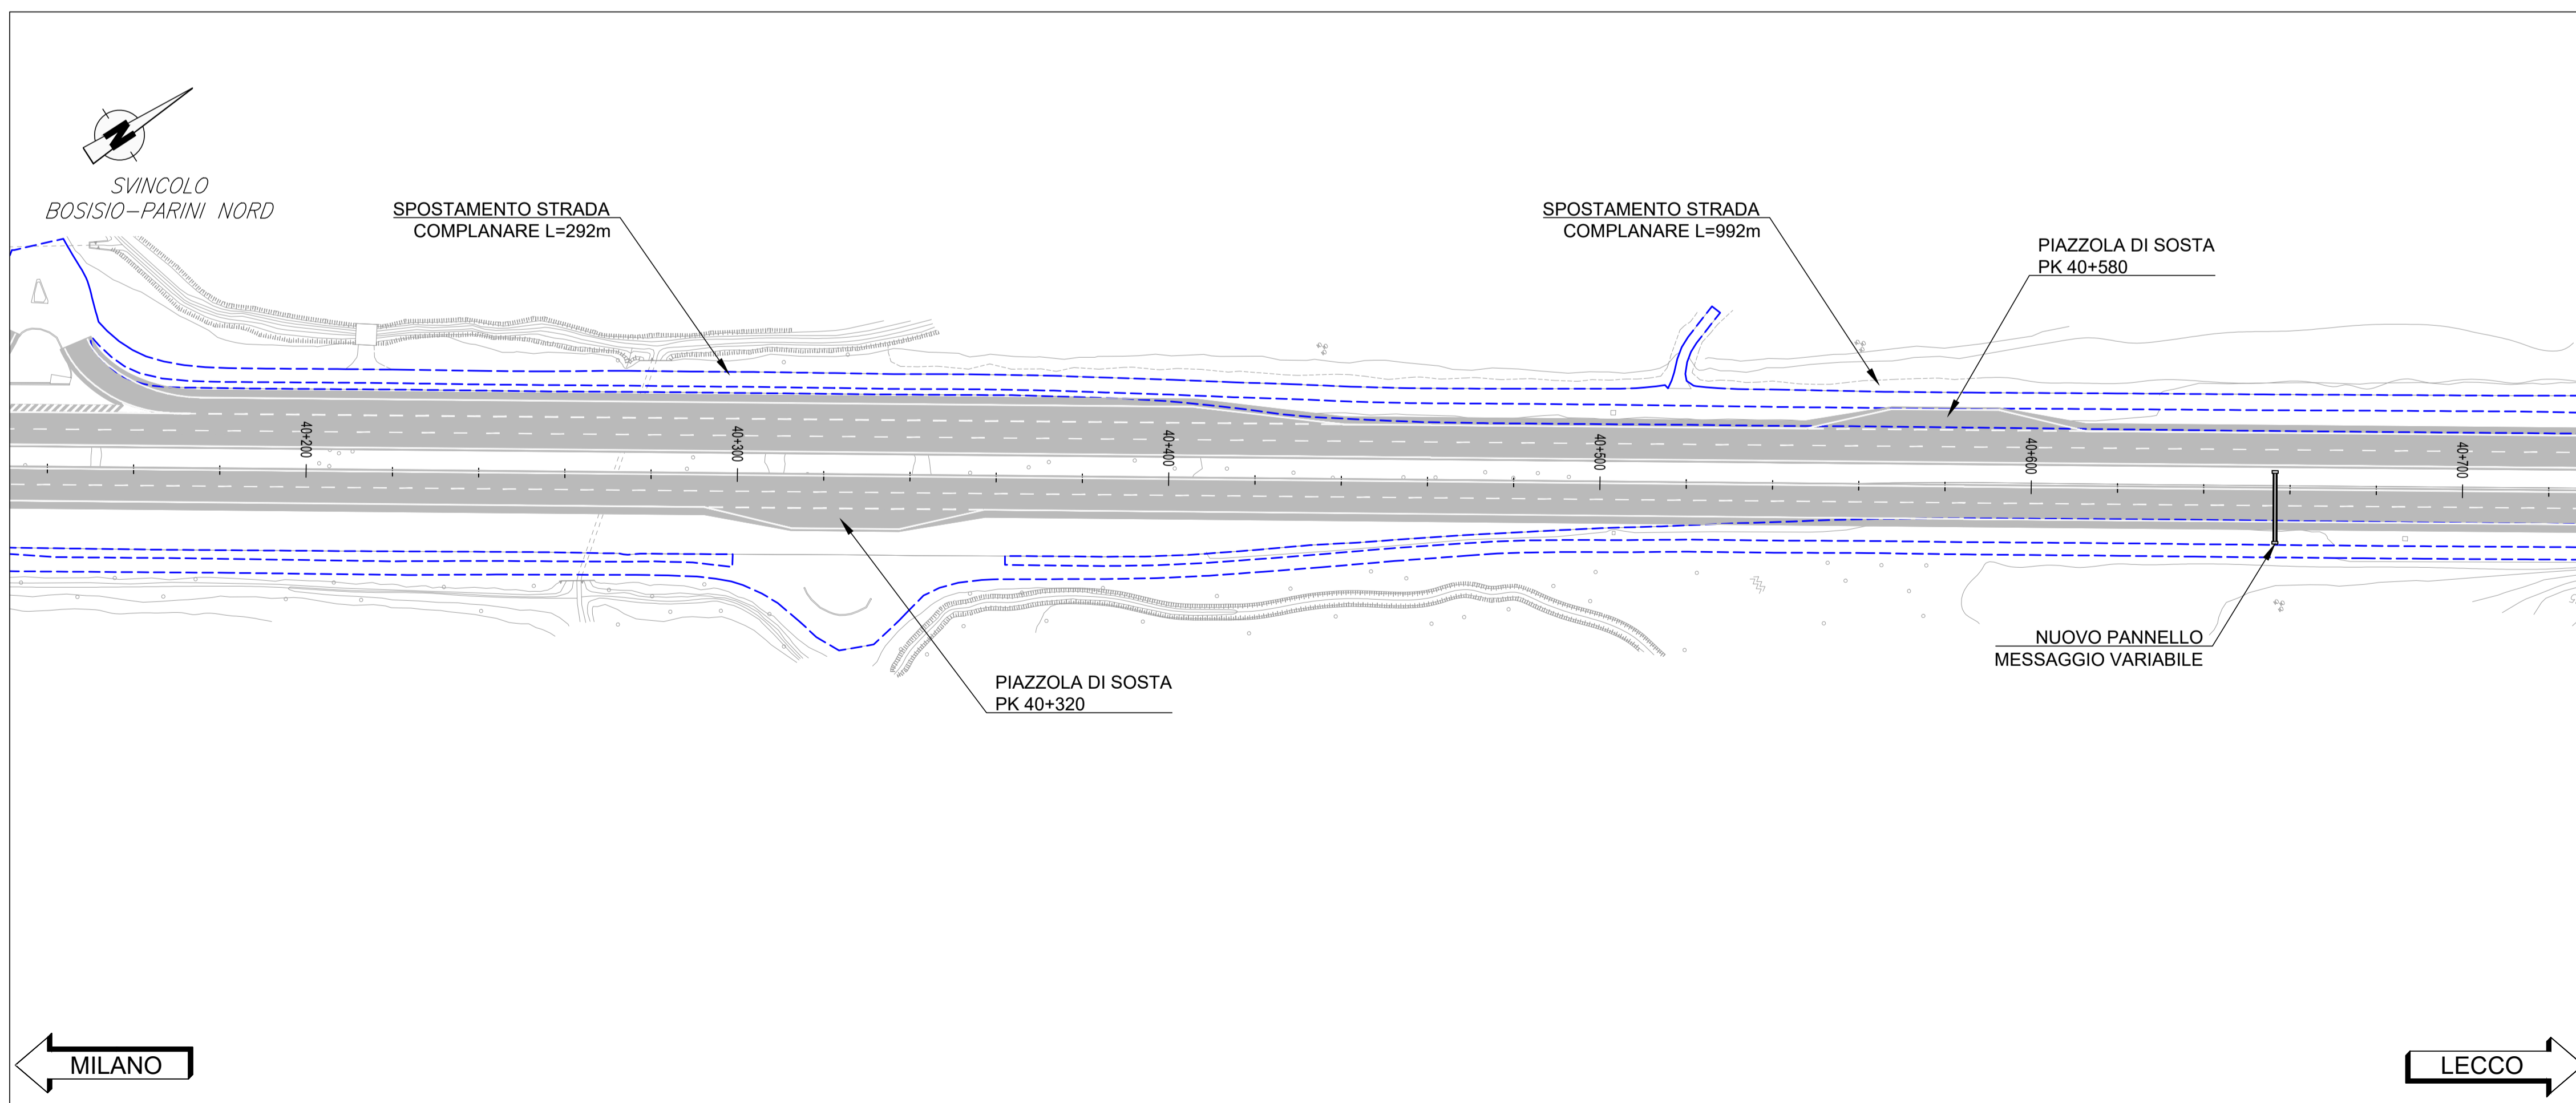 N
SVINCOLO
BOSISIO-PARINI NORD
SPOSTAMENTO STRADA
COMPLANARE L=292m
SPOSTAMENTO STRADA
COMPLANARE L=992m
PIAZZOLA DI SOSTA
PK 40+580
40+200
40+300
40+400
40+500
40+600
40+700
NUOVO PANNELLO
MESSAGGIO VARIABILE
PIAZZOLA DI SOSTA
PK 40+320
MILANO
LECCO